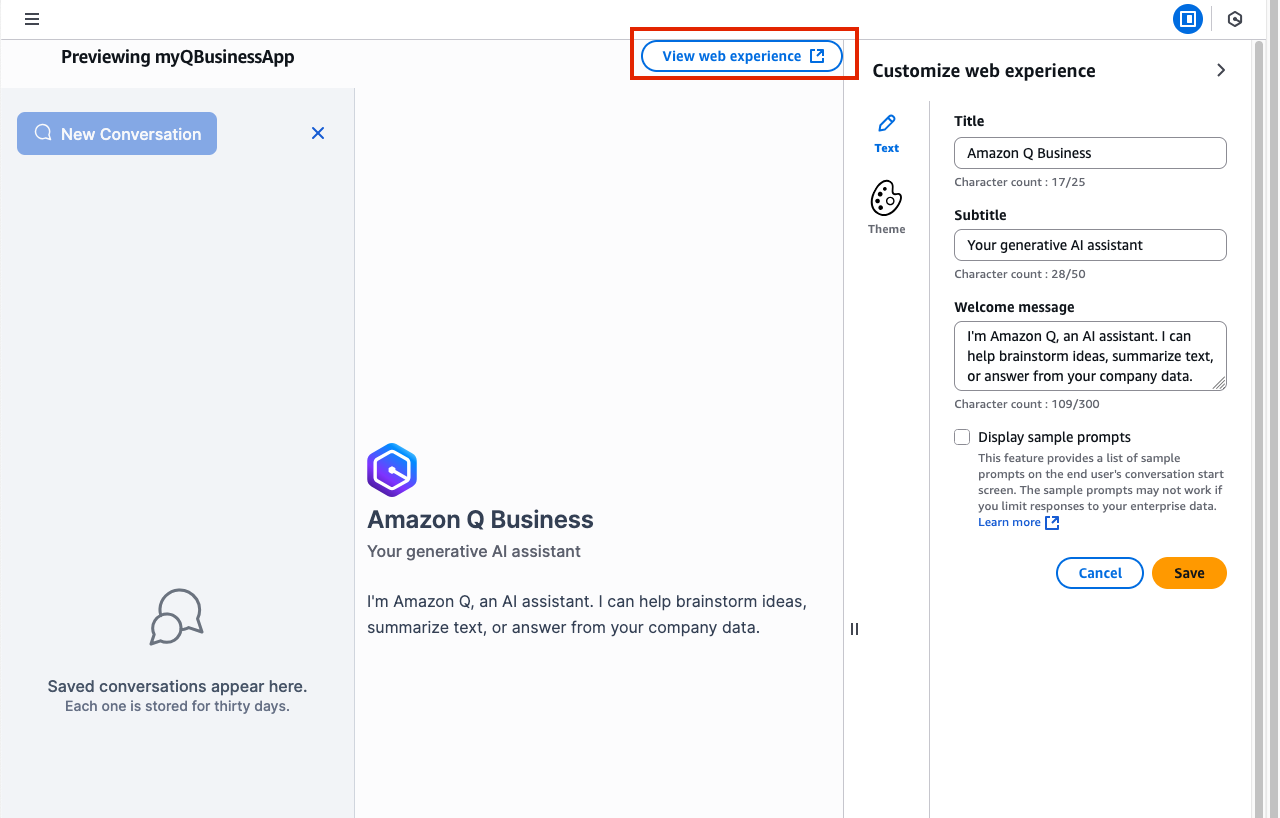 Previewing myQBusinessApp
View web experience
New Conversation
Saved conversations appear here.
Each one is stored for thirty days.
Amazon Q Business
Your generative AI assistant
I'm Amazon Q, an AI assistant. I can help brainstorm ideas,
summarize text, or answer from your company data.
Customize web experience
Text
Theme
Title
Amazon Q Business
Character count : 17/25
Subtitle
Your generative AI assistant
Character count : 28/50
Welcome message
I'm Amazon Q, an AI assistant. I can
help brainstorm ideas, summarize text,
or answer from your company data.
Character count : 109/300
Display sample prompts
This feature provides a list of sample
prompts on the end user's conversation start
screen. The sample prompts may not work if
you limit responses to your enterprise data.
Learn more
Cancel
Save